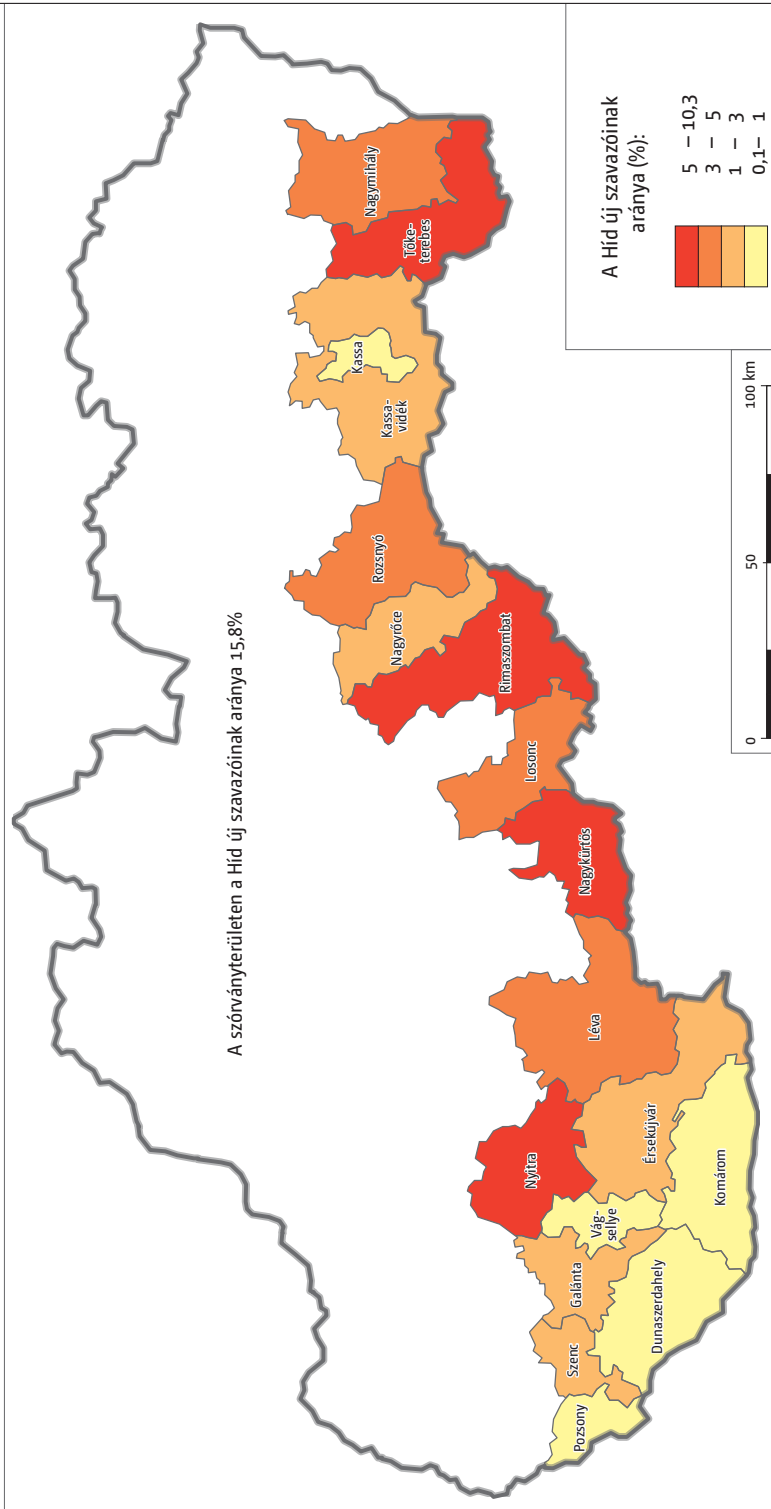 A szórványterületen a Híd új szavazóinak aránya 15,8%
Pozsony
Szenc
Galánta
Dunaszerdahely
Vág-
sellye
Nyitra
Komárom
Érsekújvár
Léva
Nagykürtös
Losonc
Rimaszombat
Nagyrőce
Rozsnyó
Kassa-
vidék
Kassa
Tőke-
terebes
Nagymihály
0 50 100 km
A Híd új szavazóinak
aránya (%):
5 – 10,3
3 – 5
1 – 3
0,1– 1